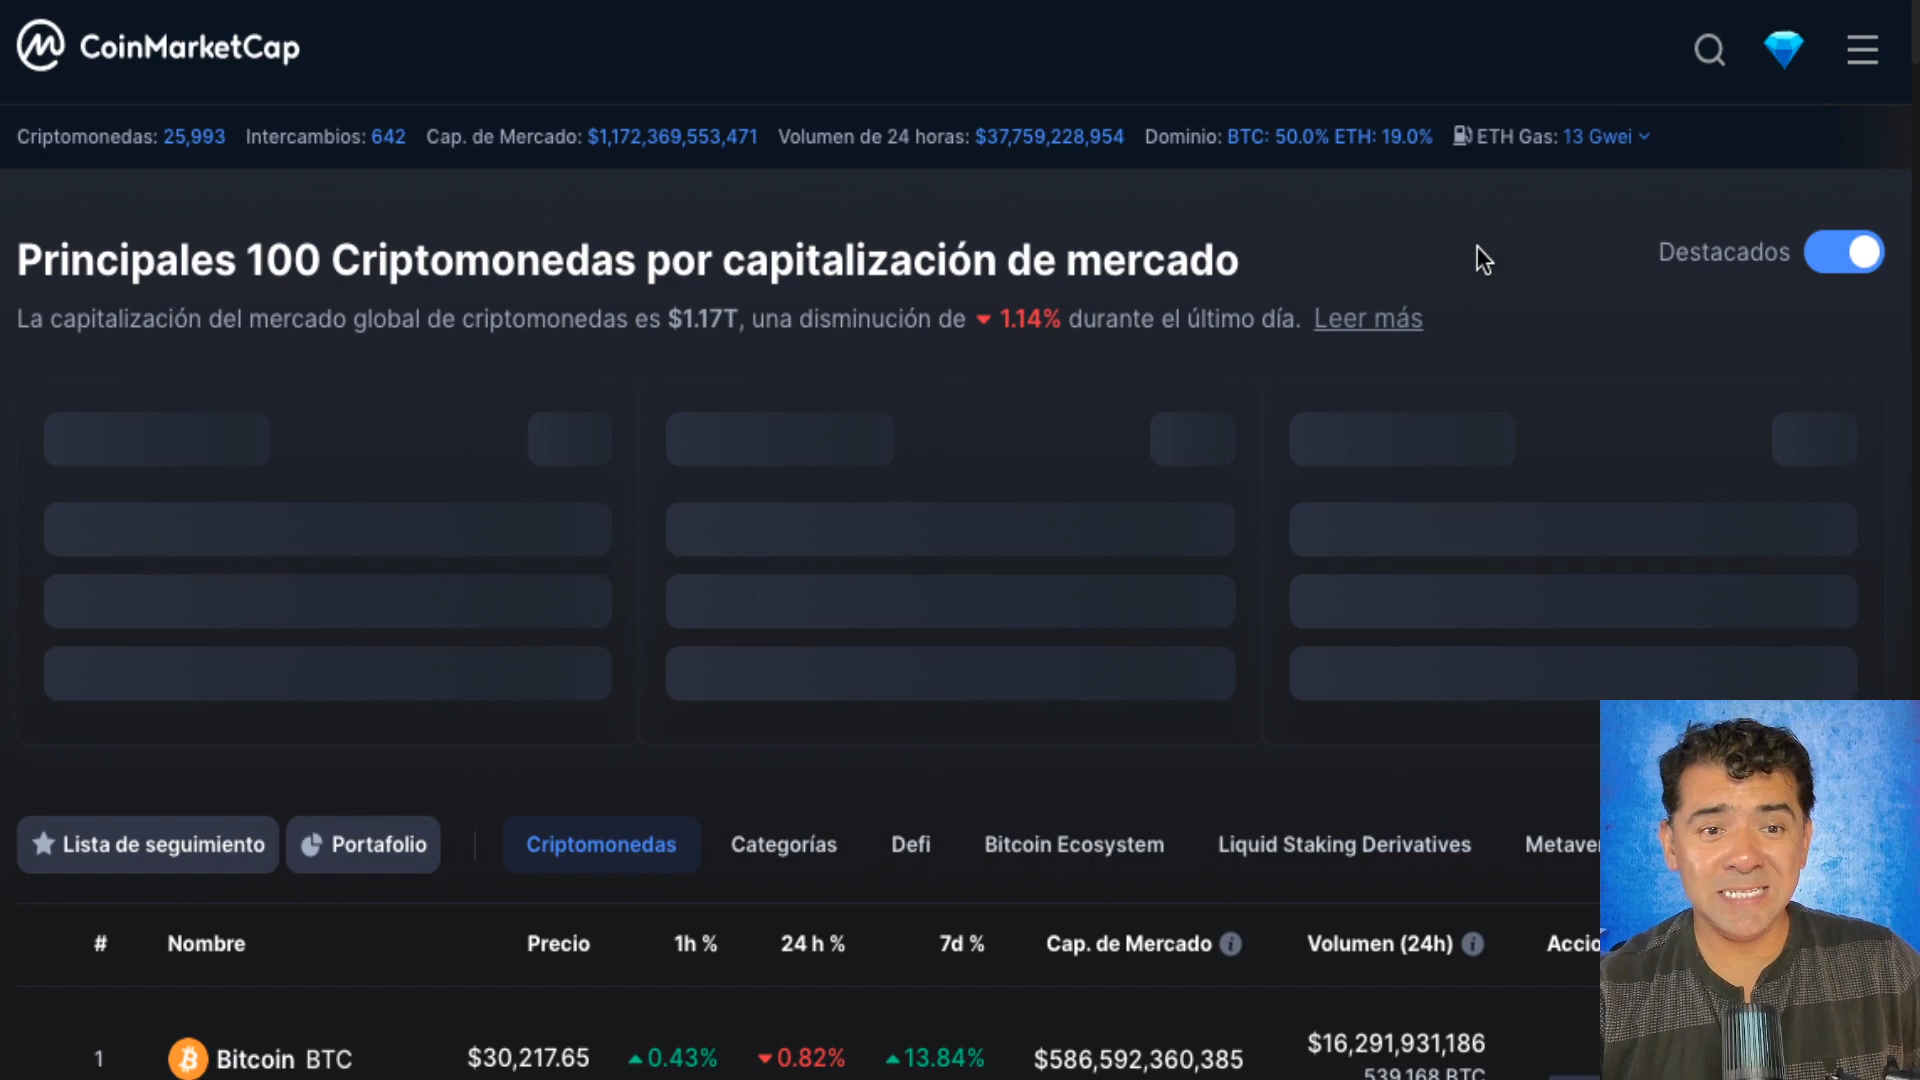 CoinMarketCap
Criptomonedas: 25,993 Intercambios: 642 Cap. de Mercado: $1,172,369,553,471 Volumen de 24 horas: $37,759,228,954 Dominio: BTC: 50.0% ETH: 19.0% ETH Gas: 13 Gwei
Principales 100 Criptomonedas por capitalización de mercado
Destacados
La capitalización del mercado global de criptomonedas es $1.17T, una disminución de 1.14% durante el último día. Leer más
Lista de seguimiento Portafolio Criptomonedas Categorías Defi Bitcoin Ecosystem Liquid Staking Derivatives Metaver
# Nombre Precio 1h % 24 h % 7d % Cap. de Mercado Volumen (24h) Accio
1 Bitcoin BTC $30,217.65 0.43% 0.82% 13.84% $586,592,360,385 $16,291,931,186
539,168 BTC